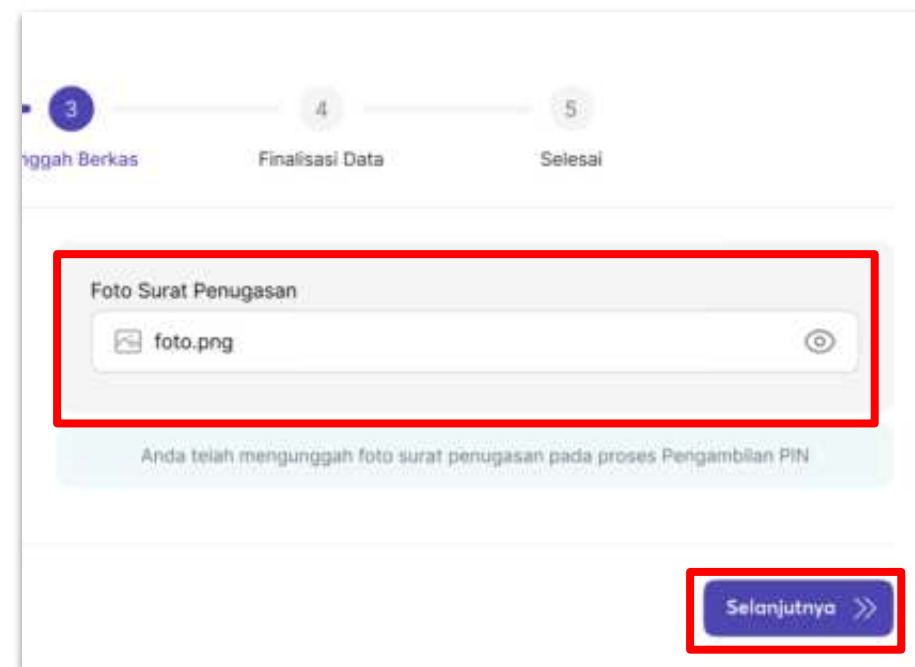 3 4 5
nggah Berkas Finalisasi Data Selesai
Foto Surat Penugasan
foto.png
Anda telah mengunggah foto surat penugasan pada proses Pengambilan PIN
Selanjutnya